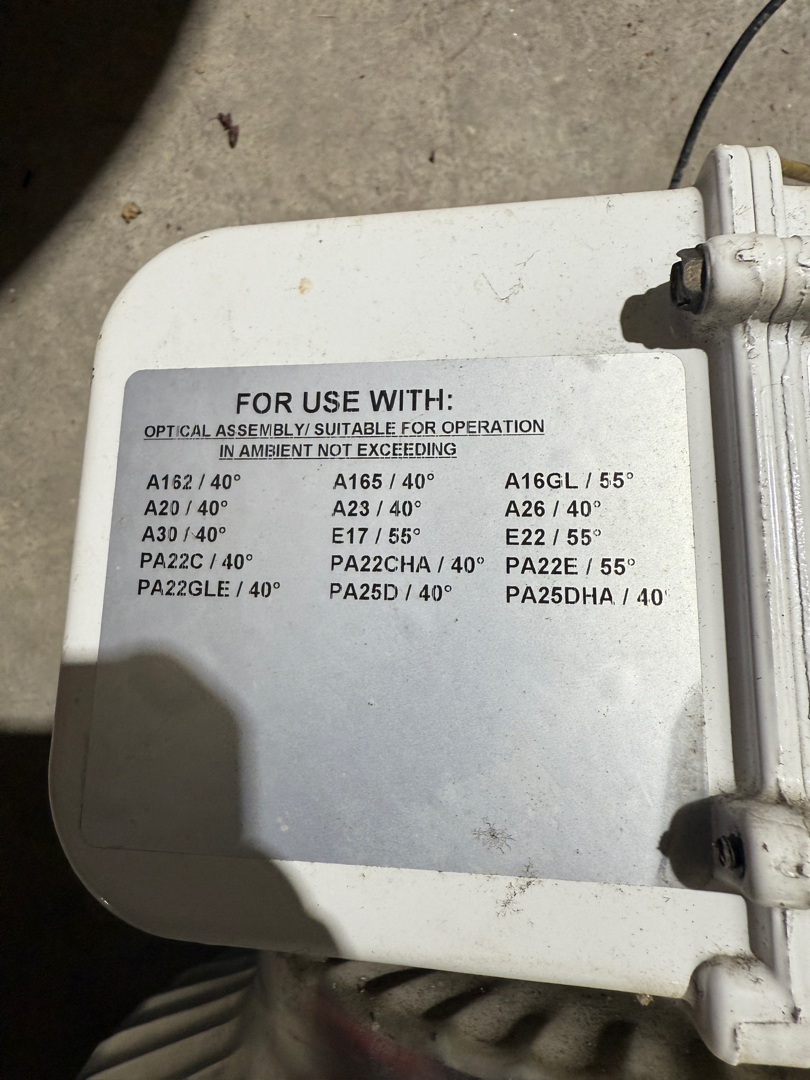 FOR USE WITH:
OPTICAL ASSEMBLY/ SUITABLE FOR OPERATION
IN AMBIENT NOT EXCEEDING
A162 / 40° A165 / 40° A16GL / 55°
A20 / 40° A23 / 40° A26 / 40°
A30 / 40° E17 / 55° E22 / 55°
PA22C / 40° PA22CHA / 40° PA22E / 55°
PA22GLE / 40° PA25D / 40° PA25DHA / 40°